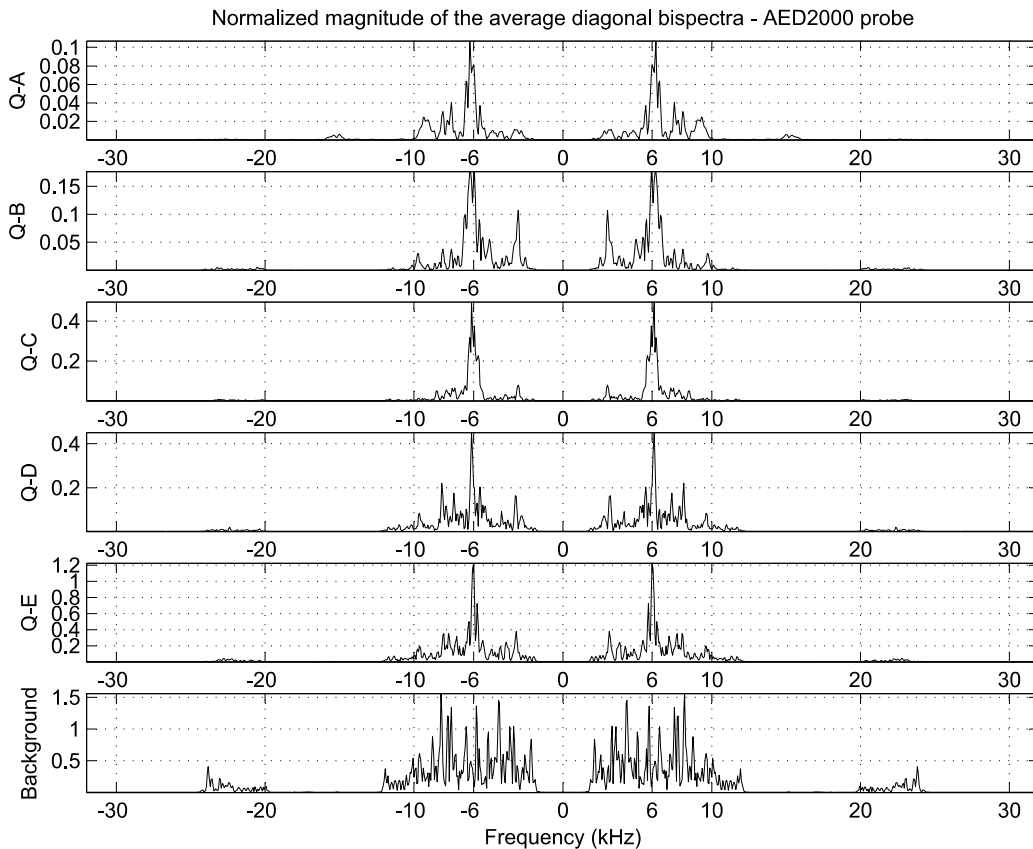 Normalized magnitude of the average diagonal bispectra - AED2000 probe
0.1
0.08
0.06
0.04
0.02
Q-A
-30 -20 -10 -6 0 6 10 20 30
0.15
0.1
0.05
Q-B
-30 -20 -10 -6 0 6 10 20 30
0.4
0.2
Q-C
-30 -20 -10 -6 0 6 10 20 30
0.4
0.2
Q-D
-30 -20 -10 -6 0 6 10 20 30
1.2
1
0.8
0.6
0.4
0.2
Q-E
-30 -20 -10 -6 0 6 10 20 30
1.5
1
0.5
Background
-30 -20 -10 -6 0 6 10 20 30
Frequency (kHz)